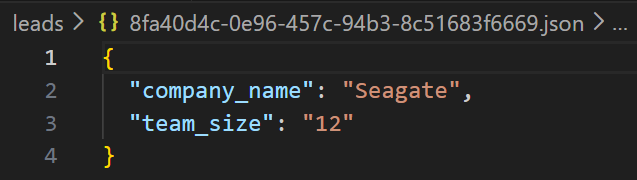 leads > {} 8fa40d4c-0e96-457c-94b3-8c51683f6669.json > ...
1 {
2 "company_name": "Seagate",
3 "team_size": "12"
4 }